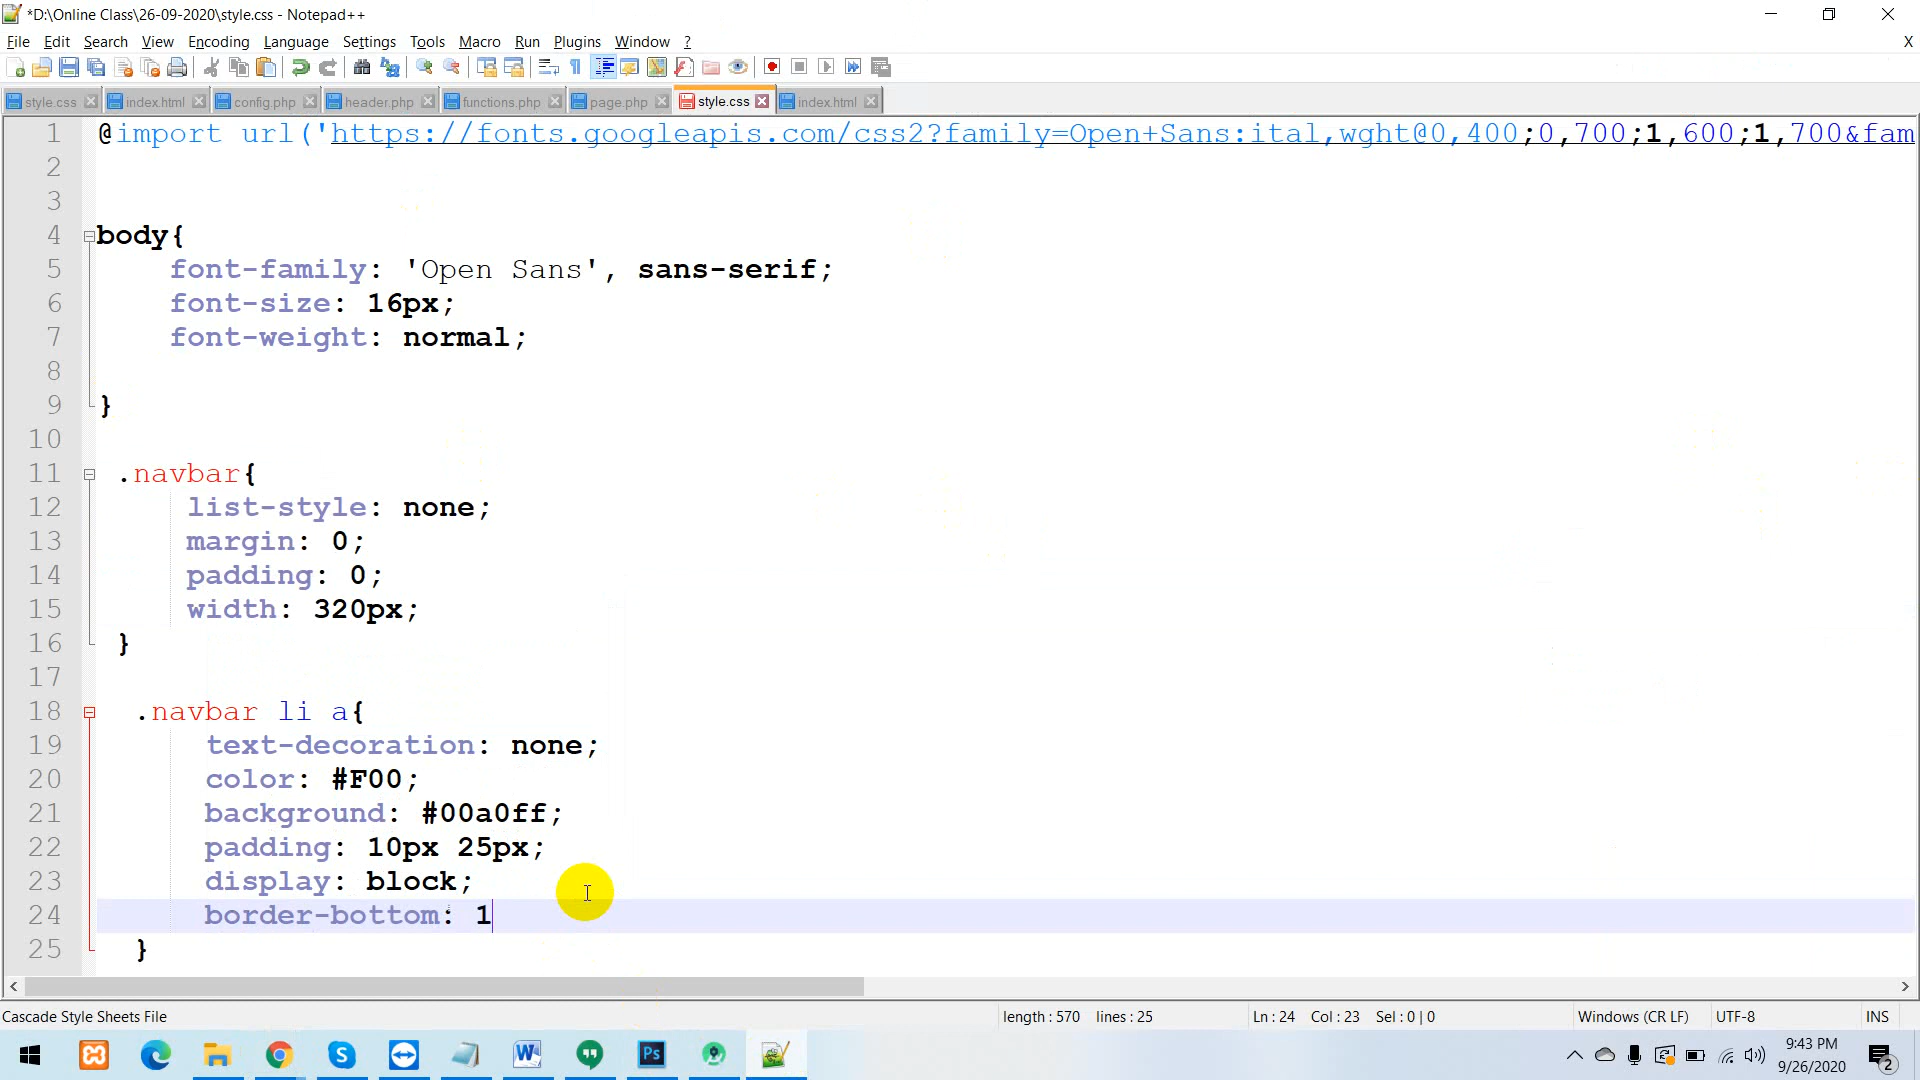 *D:\Online Class\26-09-2020\style.css - Notepad++
File Edit Search View Encoding Language Settings Tools Macro Run Plugins Window ? X
style.css index.html config.php header.php functions.php page.php style.css index.html
1 @import url('https://fonts.googleapis.com/css2?family=Open+Sans:ital,wght@0,400;0,700;1,600;1,700&fam
2
3
4 body{
5 font-family: 'Open Sans', sans-serif;
6 font-size: 16px;
7 font-weight: normal;
8
9 }
10
11 .navbar{
12 list-style: none;
13 margin: 0;
14 padding: 0;
15 width: 320px;
16 }
17
18 .navbar li a{
19 text-decoration: none;
20 color: #F00;
21 background: #00a0ff;
22 padding: 10px 25px;
23 display: block;
24 border-bottom: 1
25 }
Cascade Style Sheets File length : 570 lines : 25 Ln : 24 Col : 23 Sel : 0 | 0 Windows (CR LF) UTF-8 INS
Ps
9:43 PM
9/26/2020
2